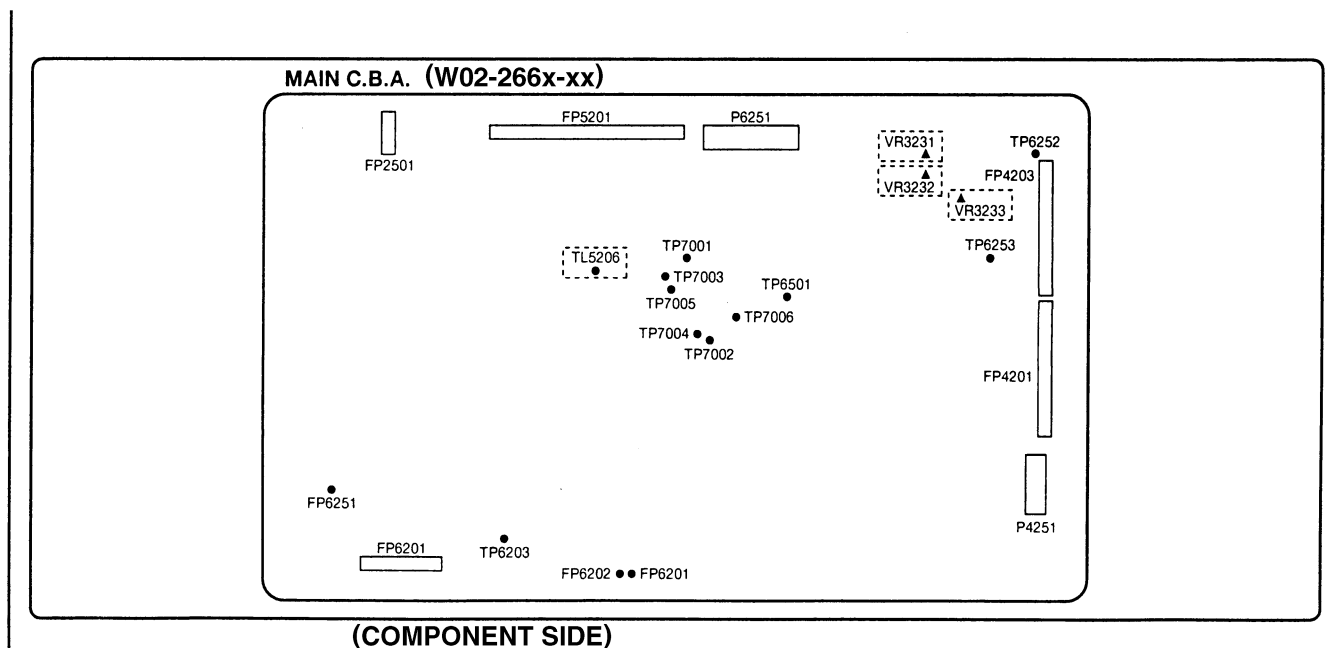 MAIN C.B.A. (W02-266x-xx)
FP5201
P6251
FP2501
VR3231
VR3232
VR3233
TP6252
FP4203
TP6253
TL5206
TP7001
TP7003
TP7005
TP6501
TP7006
TP7004
TP7002
FP4201
FP6251
P4251
FP6201
TP6203
FP6202
FP6201
(COMPONENT SIDE)